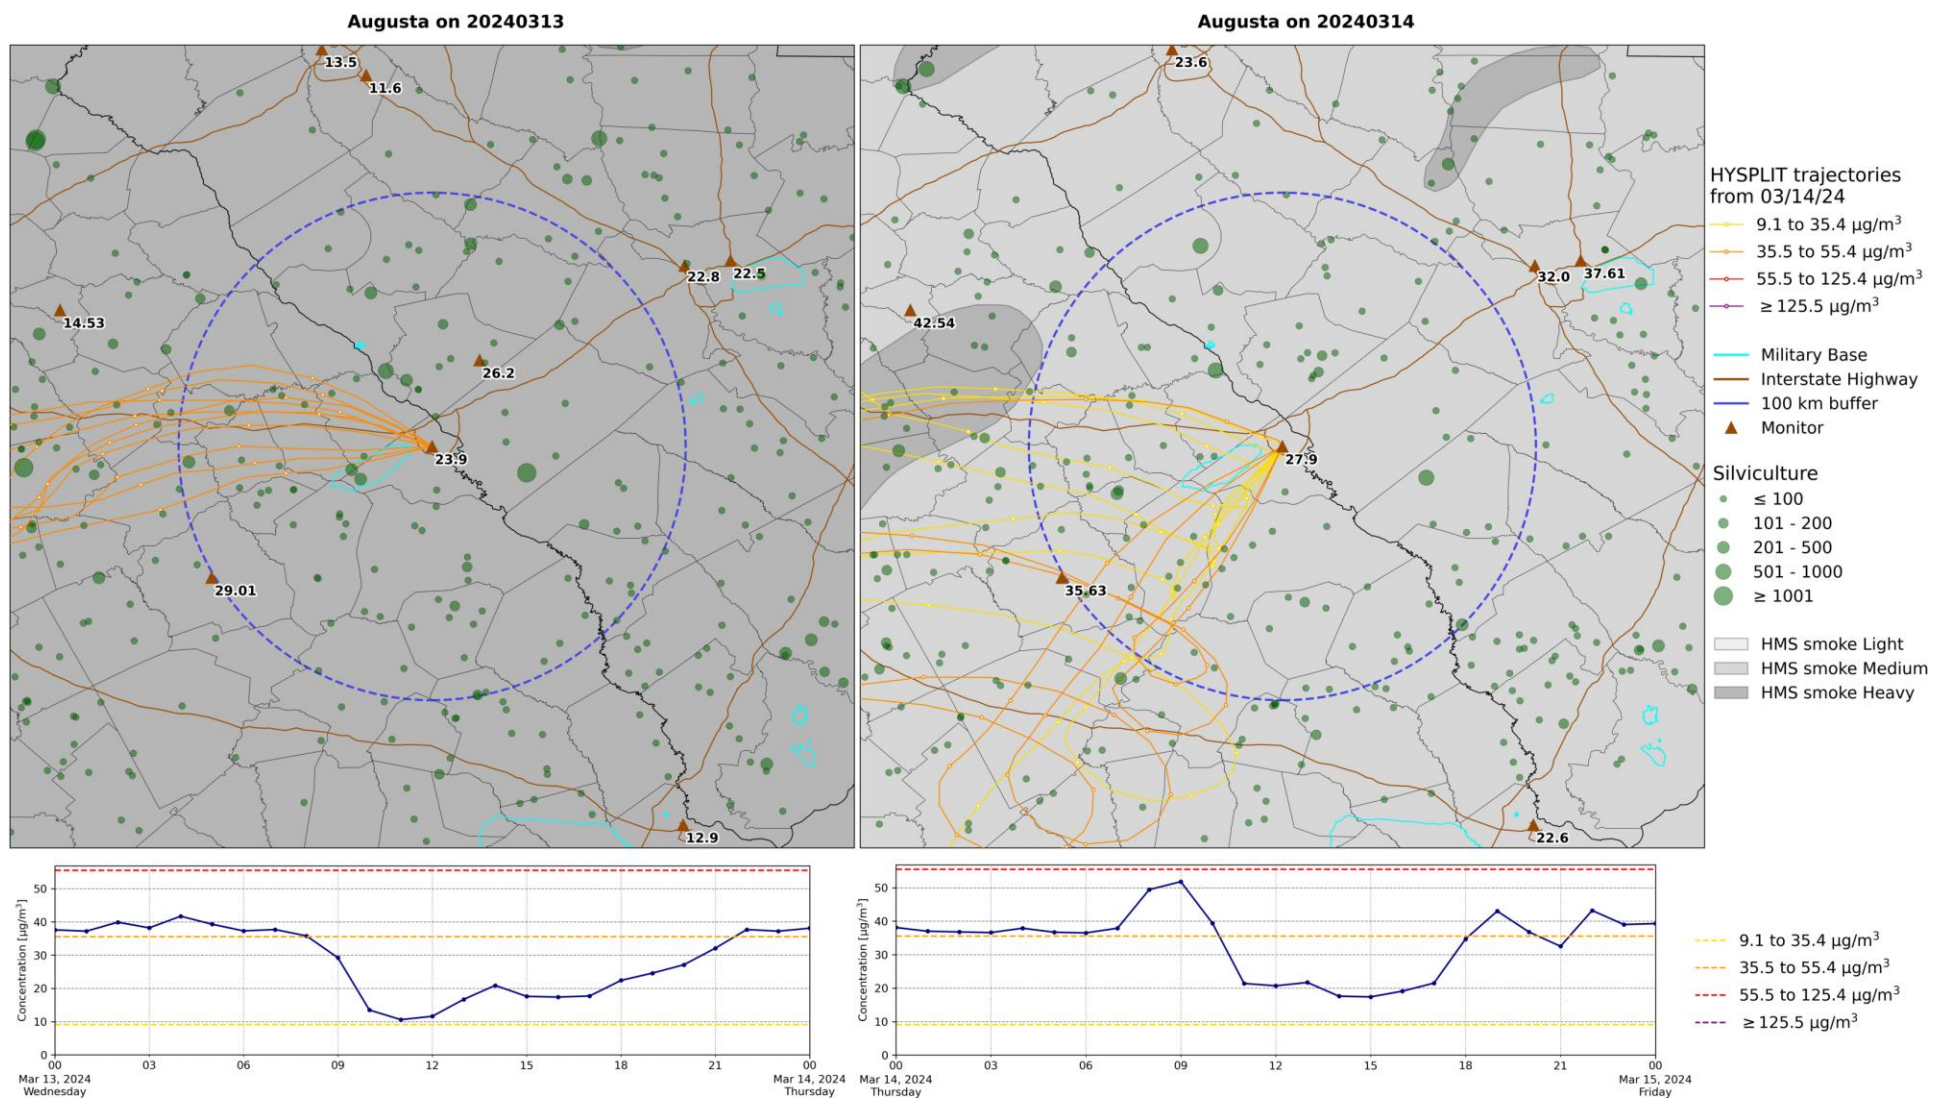 Augusta on 20240313
13.5
11.6
22.8
22.5
14.53
26.2
23.9
29.01
12.9
Augusta on 20240314
23.6
32.0
37.61
42.54
27.9
35.63
22.6
HYSPLIT trajectories
from 03/14/24
9.1 to 35.4 μg/m³
35.5 to 55.4 μg/m³
55.5 to 125.4 μg/m³
≥ 125.5 μg/m³
Military Base
Interstate Highway
100 km buffer
Monitor
Silviculture
≤ 100
101 - 200
201 - 500
501 - 1000
≥ 1001
HMS smoke Light
HMS smoke Medium
HMS smoke Heavy
Concentration [μg/m³]
50
40
30
20
10
0
00 03 06 09 12 15 18 21 00
Mar 13, 2024 Mar 14, 2024
Wednesday Thursday
Concentration [μg/m³]
50
40
30
20
10
0
00 03 06 09 12 15 18 21 00
Mar 14, 2024 Mar 15, 2024
Thursday Friday
9.1 to 35.4 μg/m³
35.5 to 55.4 μg/m³
55.5 to 125.4 μg/m³
≥ 125.5 μg/m³